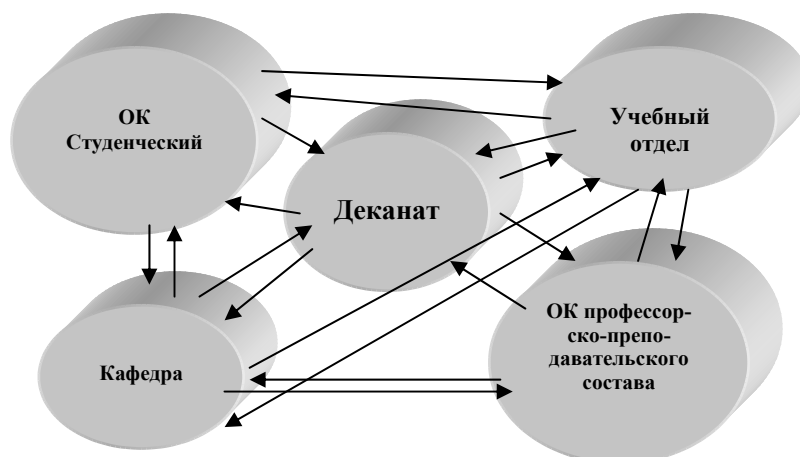 ОК
Студенческий
Учебный
отдел
Деканат
ОК профессор-
ско-препо-
давательского
состава
Кафедра